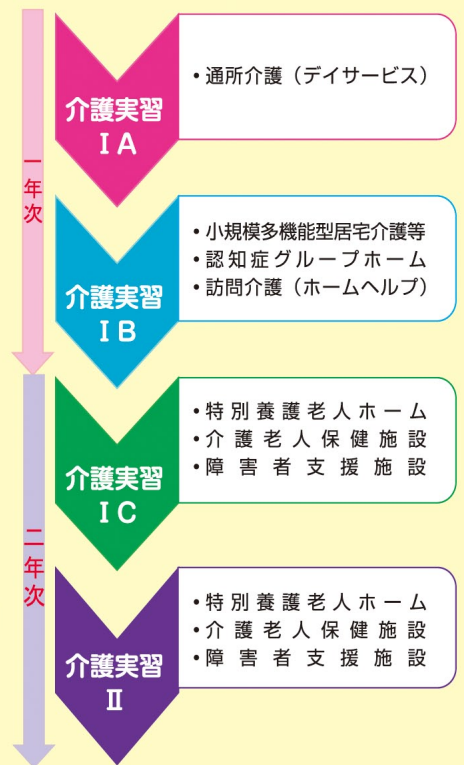 一年次
介護実習
ⅠA
・通所介護（デイサービス）
介護実習
ⅠB
・小規模多機能型居宅介護等
・認知症グループホーム
・訪問介護（ホームヘルプ）
二年次
介護実習
ⅠC
・特別養護老人ホーム
・介護老人保健施設
・障害者支援施設
介護実習
Ⅱ
・特別養護老人ホーム
・介護老人保健施設
・障害者支援施設